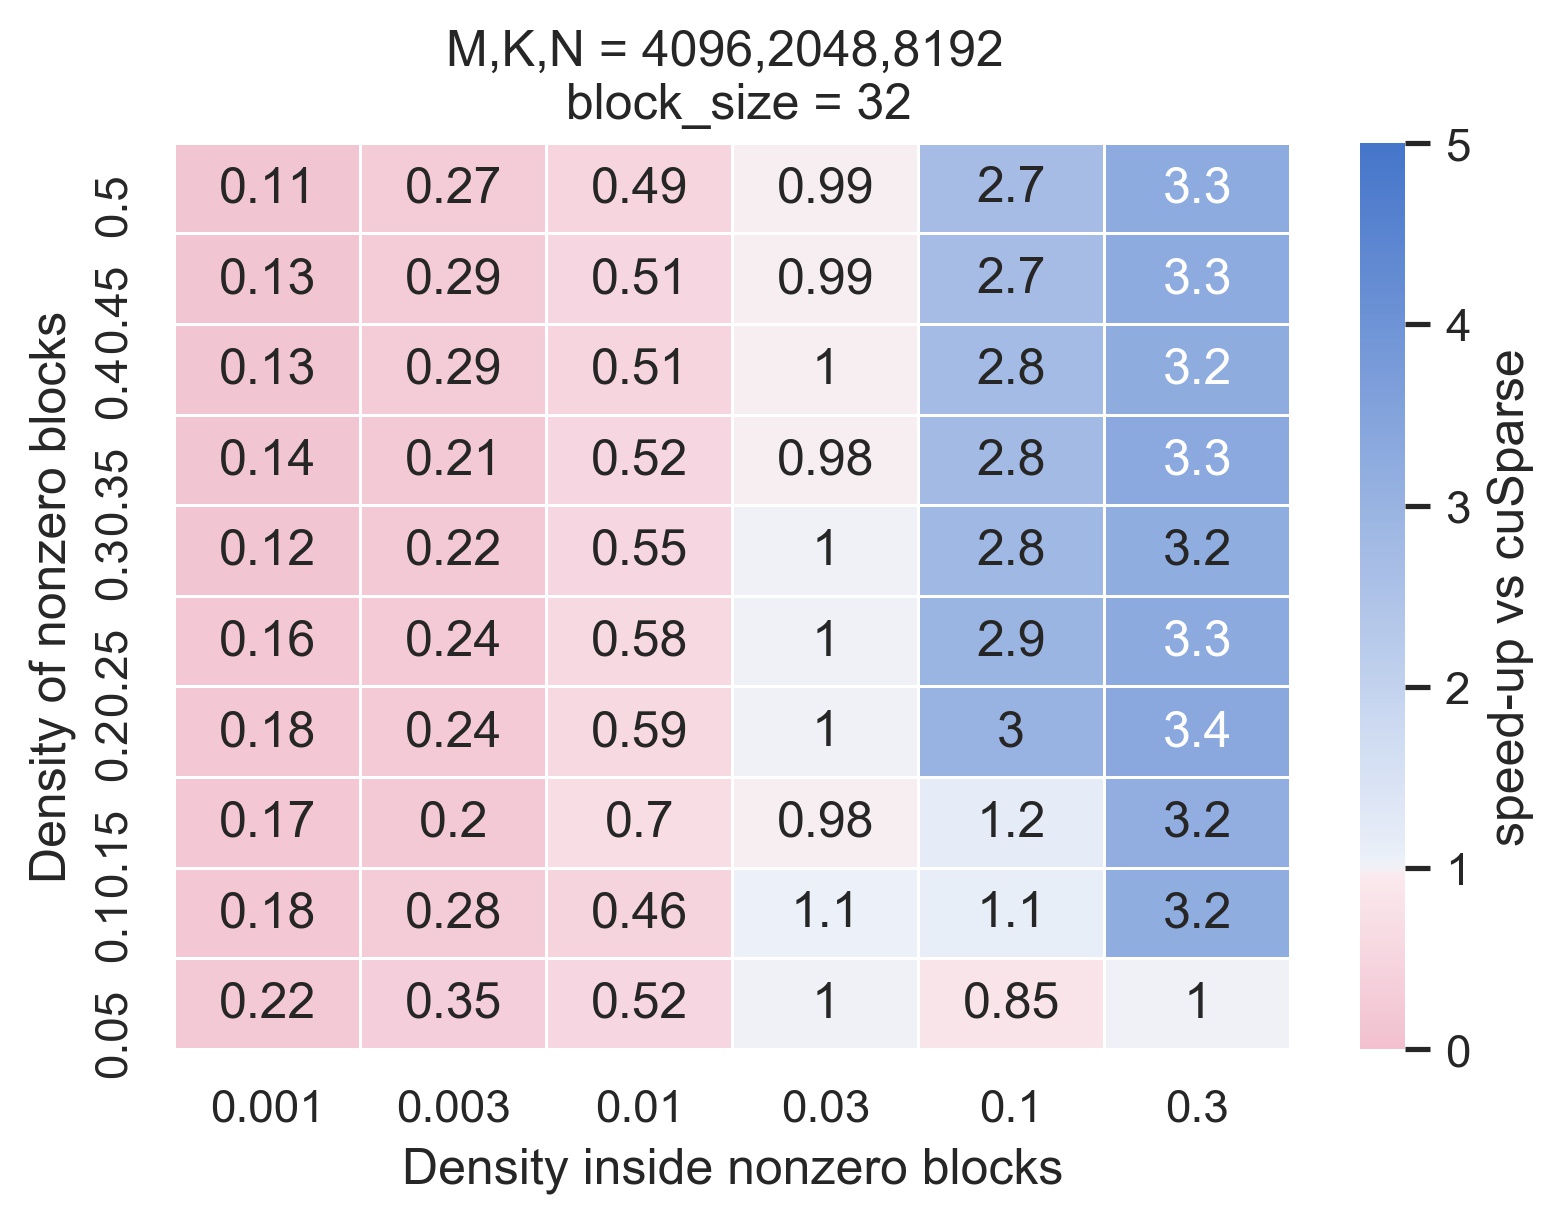 M,K,N = 4096,2048,8192
block_size = 32
Density of nonzero blocks
0.5 0.11 0.27 0.49 0.99 2.7 3.3
0.45 0.13 0.29 0.51 0.99 2.7 3.3
0.4 0.13 0.29 0.51 1 2.8 3.2
0.35 0.14 0.21 0.52 0.98 2.8 3.3
0.3 0.12 0.22 0.55 1 2.8 3.2
0.25 0.16 0.24 0.58 1 2.9 3.3
0.2 0.18 0.24 0.59 1 3 3.4
0.15 0.17 0.2 0.7 0.98 1.2 3.2
0.1 0.18 0.28 0.46 1.1 1.1 3.2
0.05 0.22 0.35 0.52 1 0.85 1
0.001 0.003 0.01 0.03 0.1 0.3
Density inside nonzero blocks
5
4
3
2
1
0
speed-up vs cuSparse